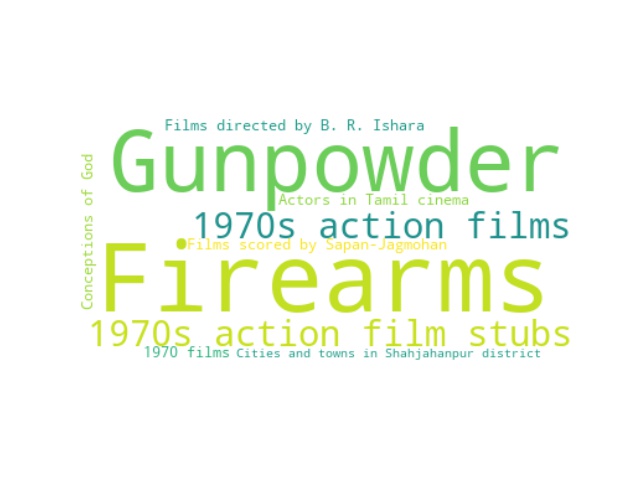 Films directed by B. R. Ishara
Gunpowder
Conceptions of God
Actors in Tamil cinema
1970s action films
Films scored by Sapan-Jagmohan
Firearms
1970s action film stubs
1970 films
Cities and towns in Shahjahanpur district